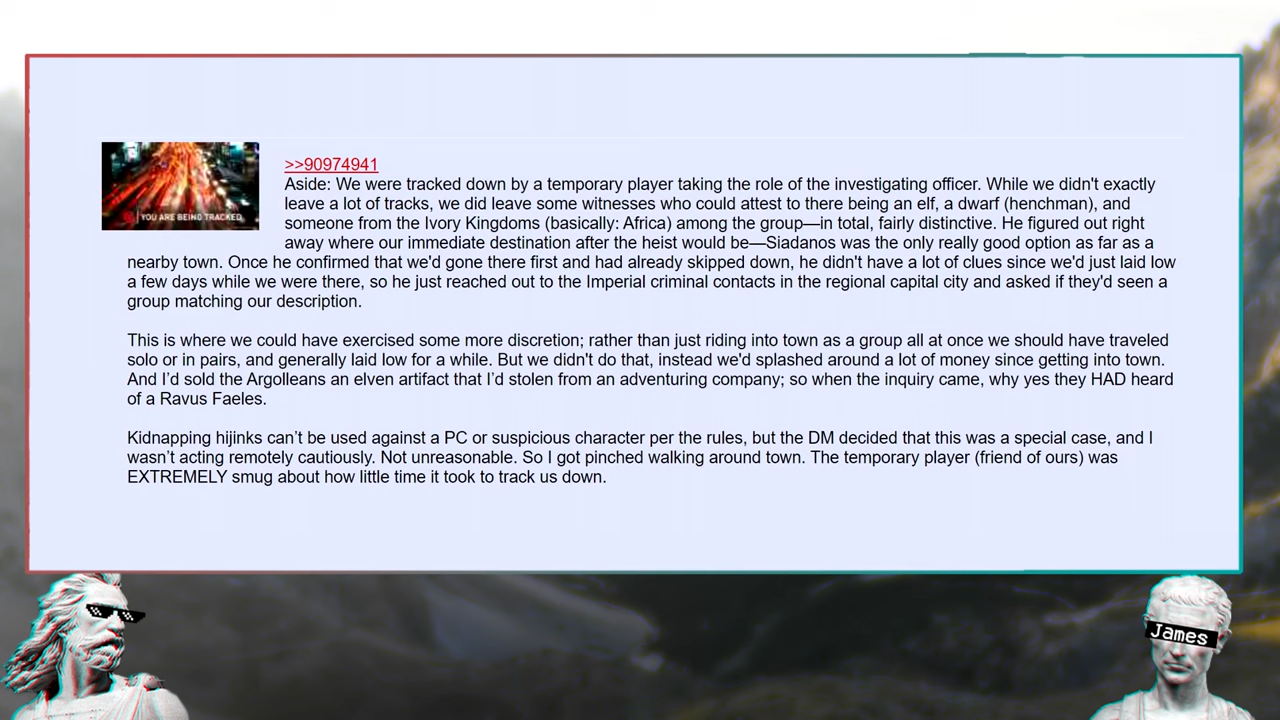 >>90974941
Aside: We were tracked down by a temporary player taking the role of the investigating officer. While we didn't exactly
leave a lot of tracks, we did leave some witnesses who could attest to there being an elf, a dwarf (henchman), and
someone from the Ivory Kingdoms (basically: Africa) among the group—in total, fairly distinctive. He figured out right
away where our immediate destination after the heist would be—Siadanos was the only really good option as far as a
nearby town. Once he confirmed that we'd gone there first and had already skipped down, he didn't have a lot of clues since we'd just laid low
a few days while we were there, so he just reached out to the Imperial criminal contacts in the regional capital city and asked if they'd seen a
group matching our description.
This is where we could have exercised some more discretion; rather than just riding into town as a group all at once we should have traveled
solo or in pairs, and generally laid low for a while. But we didn't do that, instead we'd splashed around a lot of money since getting into town.
And I’d sold the Argolleans an elven artifact that I’d stolen from an adventuring company; so when the inquiry came, why yes they HAD heard
of a Ravus Faeles.
Kidnapping hijinks can’t be used against a PC or suspicious character per the rules, but the DM decided that this was a special case, and I
wasn’t acting remotely cautiously. Not unreasonable. So I got pinched walking around town. The temporary player (friend of ours) was
EXTREMELY smug about how little time it took to track us down.
YOU ARE BEING TRACKED
James